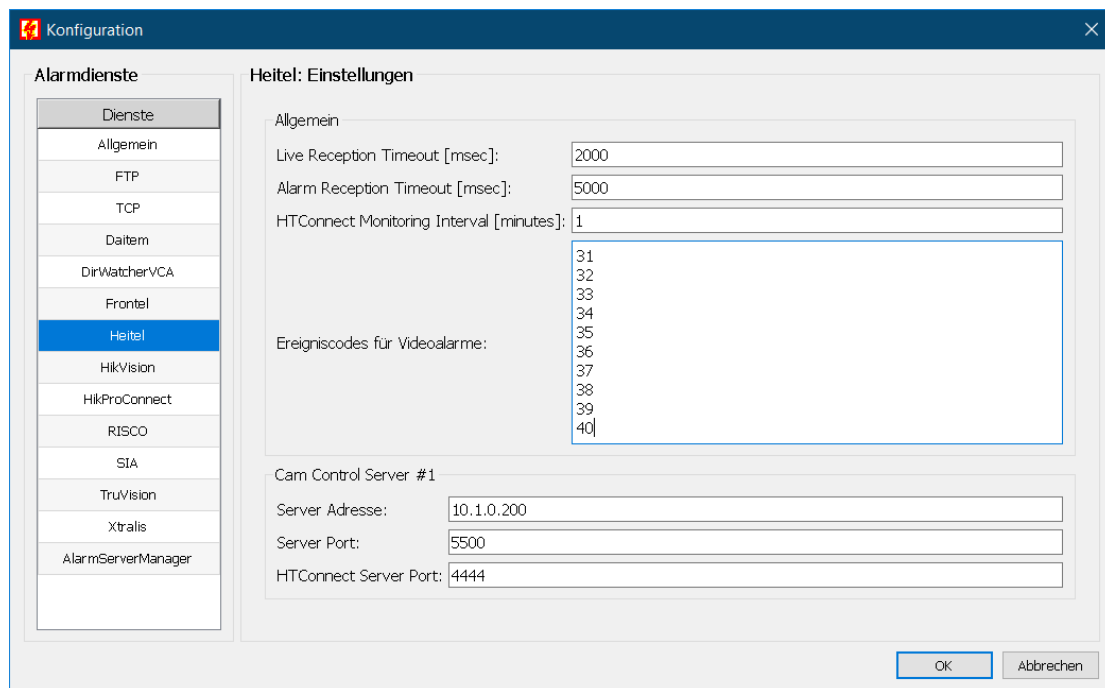 Konfiguration
Alarmdienste
Dienste
Allgemein
FTP
TCP
Daitem
DirWatcherVCA
Frontel
Heitel
HikVision
HikProConnect
RISCO
SIA
TruVision
Xtralis
AlarmServerManager
Heitel: Einstellungen
Allgemein
Live Reception Timeout [msec]: 2000
Alarm Reception Timeout [msec]: 5000
HTConnect Monitoring Interval [minutes]: 1
Ereigniscodes für Videoalarme:
31
32
33
34
35
36
37
38
39
40
Cam Control Server #1
Server Adresse: 10.1.0.200
Server Port: 5500
HTConnect Server Port: 4444
OK Abbrechen